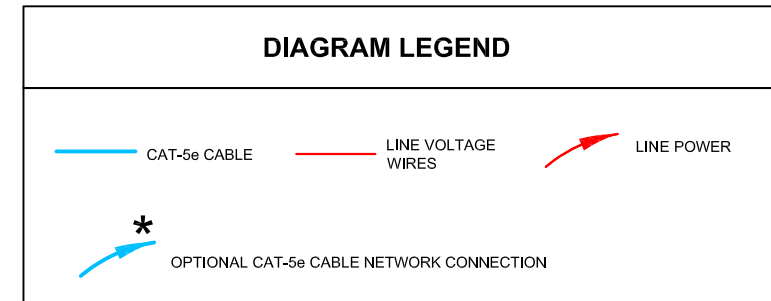 DIAGRAM LEGEND
CAT-5e CABLE
LINE VOLTAGE
WIRES
LINE POWER
*
OPTIONAL CAT-5e CABLE NETWORK CONNECTION